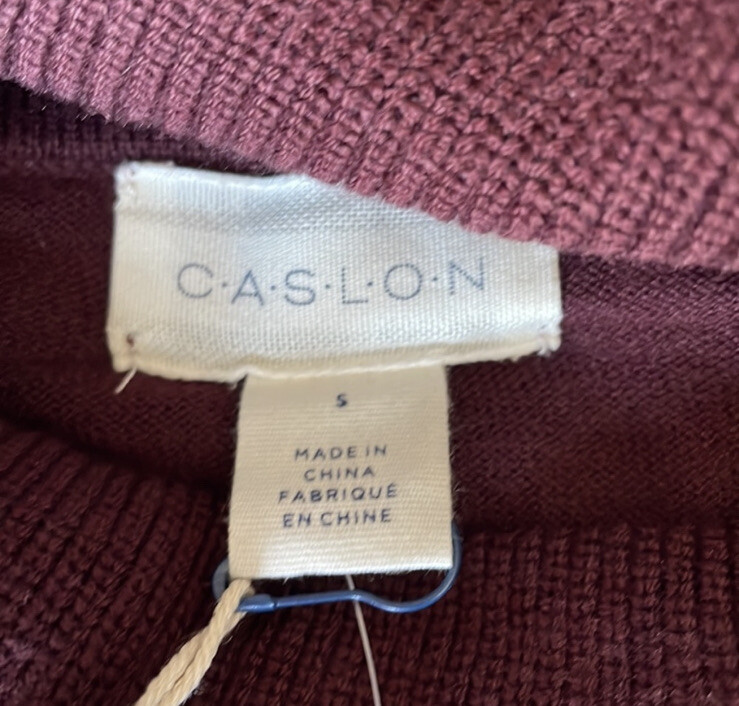 C·A·S·L·O·N
S
MADE IN
CHINA
FABRIQUÉ
EN CHINE